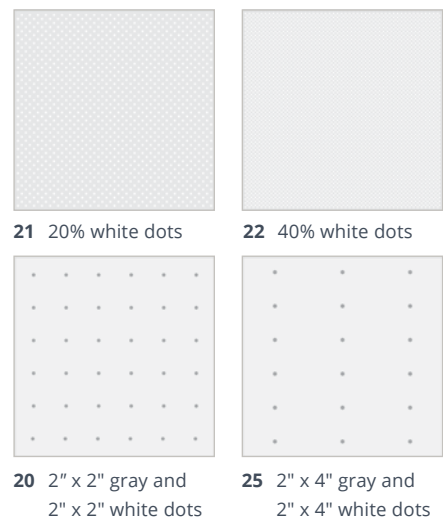 21 20% white dots
22 40% white dots
20 2″ x 2" gray and
2" x 2" white dots
25 2" x 4" gray and
2" x 4" white dots